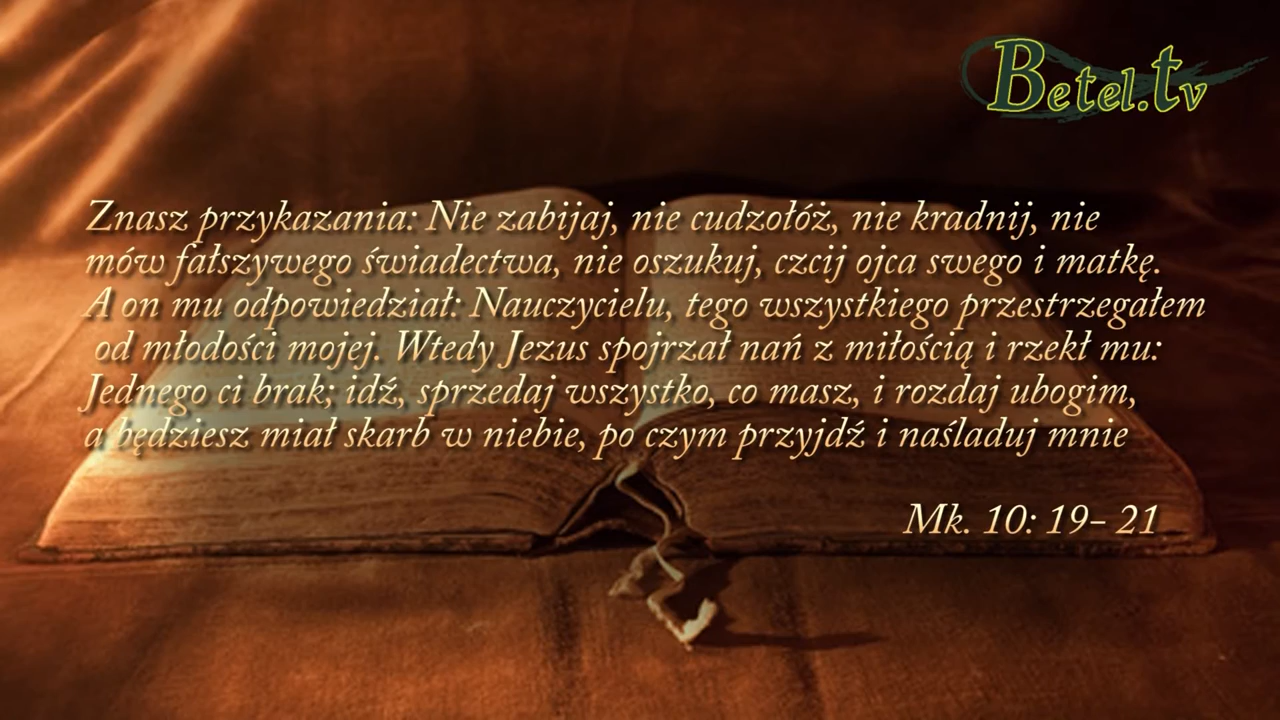 Betel.tv
Znasz przykazania: Nie zabijaj, nie cudzołóż, nie kradnij, nie
mów fałszywego świadectwa, nie oszukuj, czcij ojca swego i matkę.
A on mu odpowiedział: Nauczycielu, tego wszystkiego przestrzegałem
od młodości mojej. Wtedy Jezus spojrzał nań z miłością i rzekł mu:
Jednego ci brak; idź, sprzedaj wszystko, co masz, i rozdaj ubogim,
a będziesz miał skarb w niebie, po czym przyjdź i naśladuj mnie
Mk. 10: 19- 21